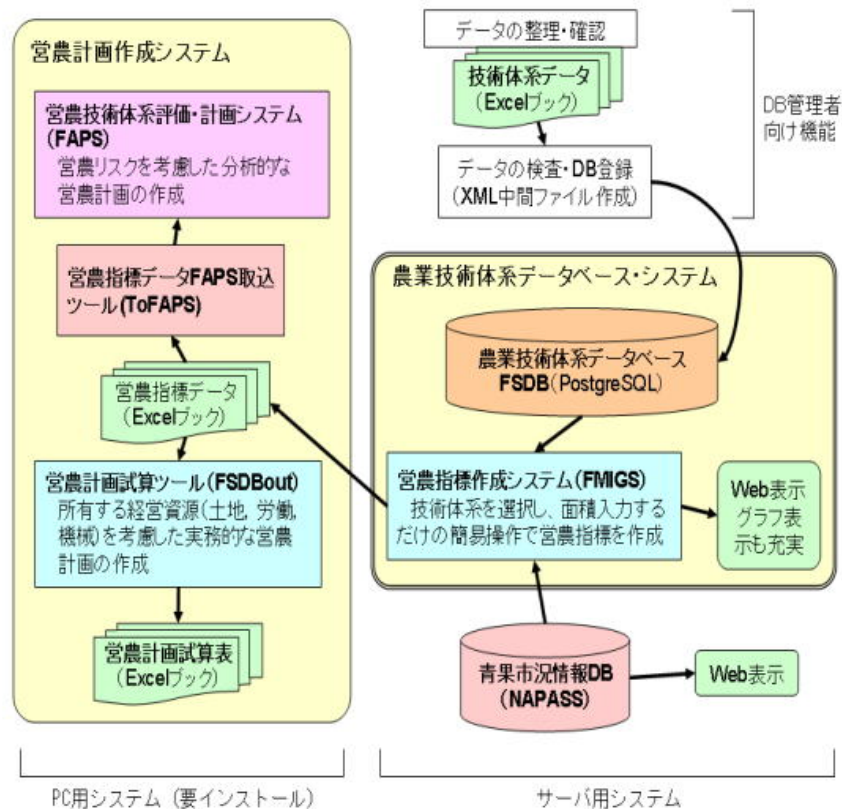 営農計画作成システム
営農技術体系評価・計画システム
(FAPS)
営農リスクを考慮した分析的な
営農計画の作成
営農指標データFAPS取込
ツール(ToFAPS)
営農指標データ
(Excelブック)
営農計画試算ツール(FSDBout)
所有する経営資源(土地, 労働,
機械)を考慮した実務的な営農
計画の作成
営農計画試算表
(Excelブック)
PC用システム (要インストール)
データの整理・確認
技術体系データ
(Excelブック)
データの検査・DB登録
(XML中間ファイル作成)
DB管理者
向け機能
農業技術体系データベース・システム
農業技術体系データベース
FSDB(PostgreSQL)
営農指標作成システム(FMIGS)
技術体系を選択し、面積入力する
だけの簡易操作で営農指標を作成
Web表示
グラフ表
示も充実
青果市況情報DB
(NAPASS)
Web表示
サーバ用システム